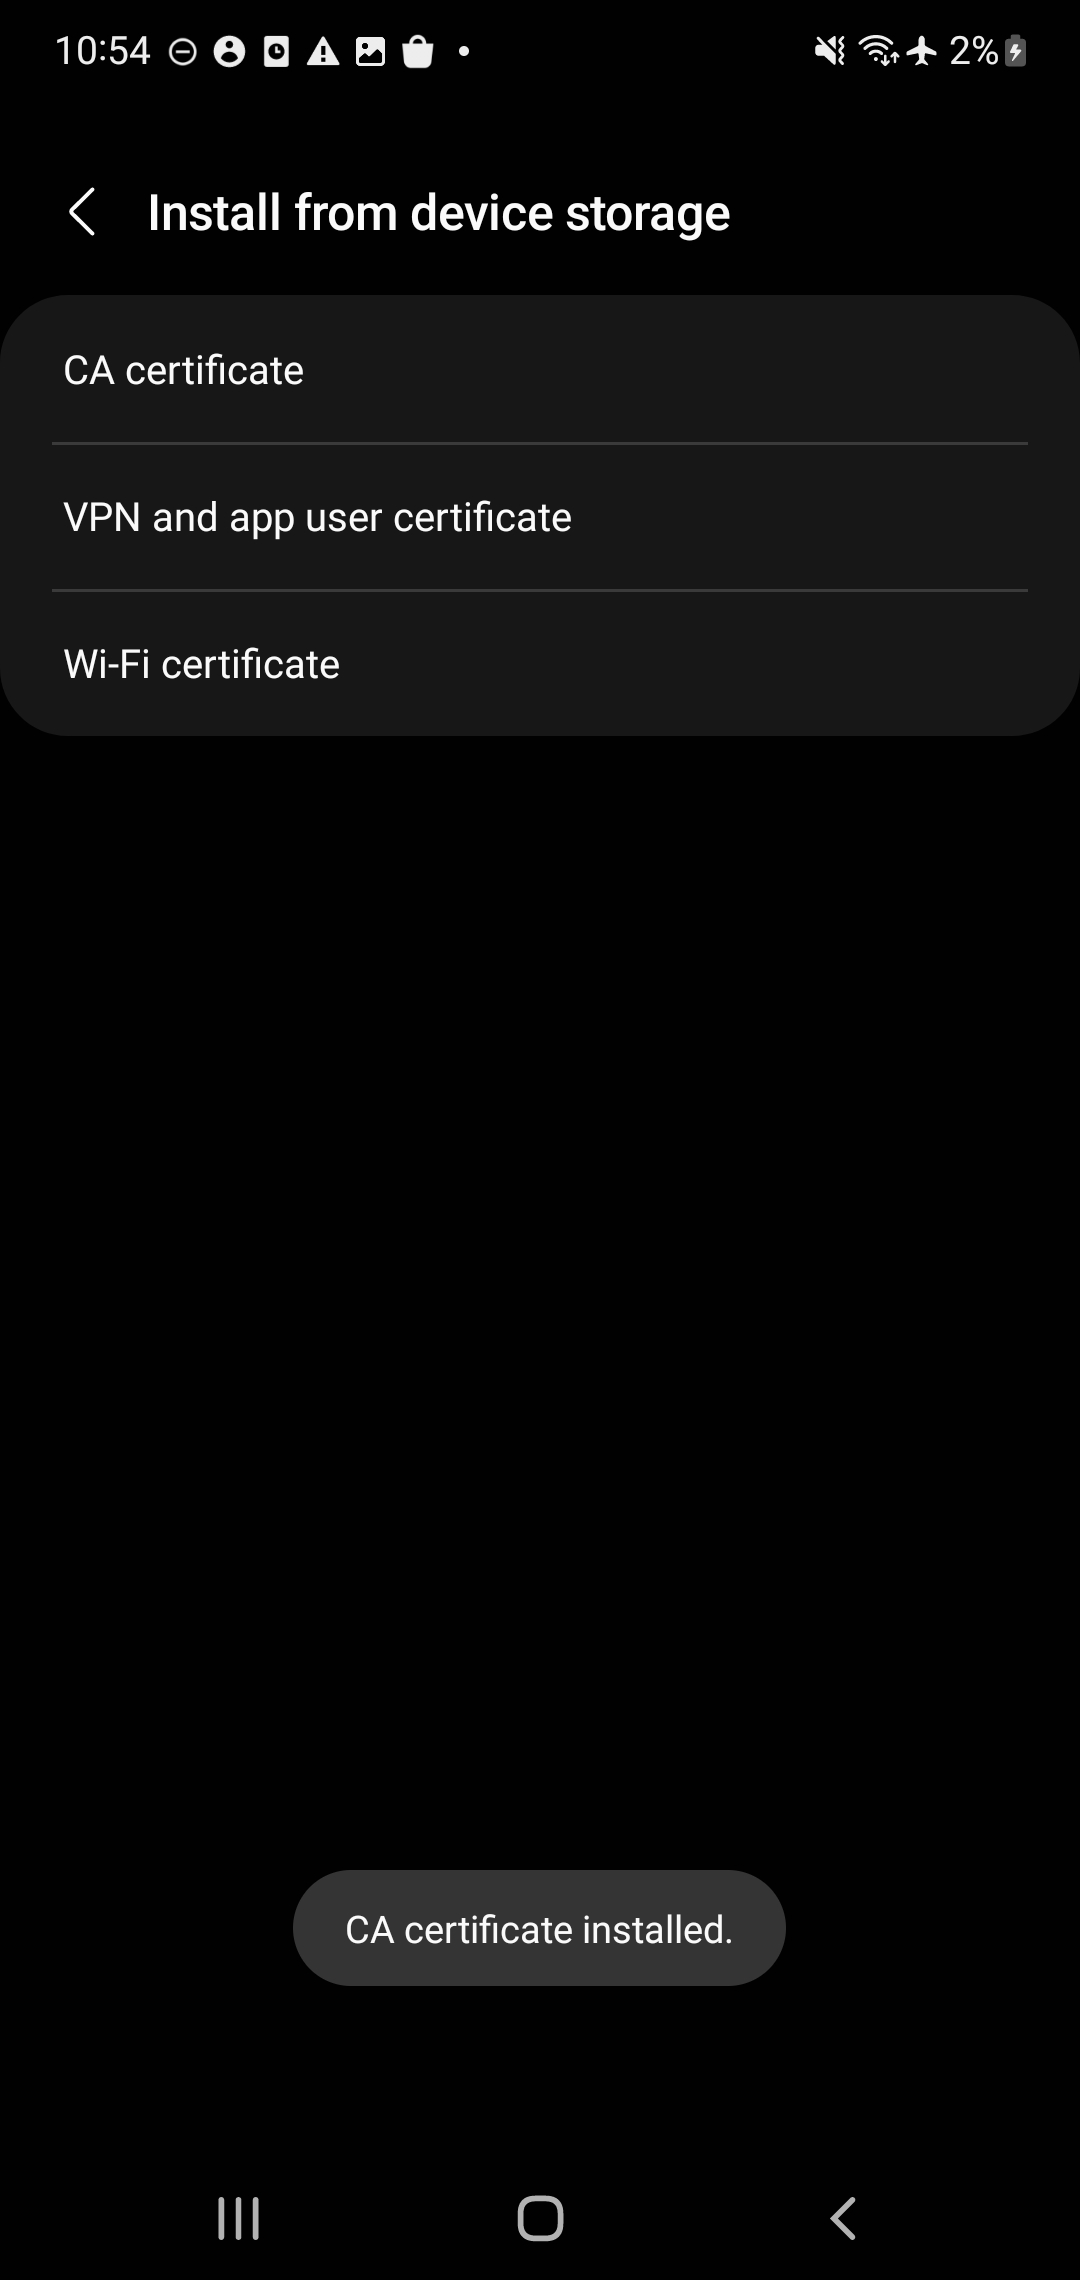 10:54 2%
Install from device storage
CA certificate
VPN and app user certificate
Wi-Fi certificate
CA certificate installed.